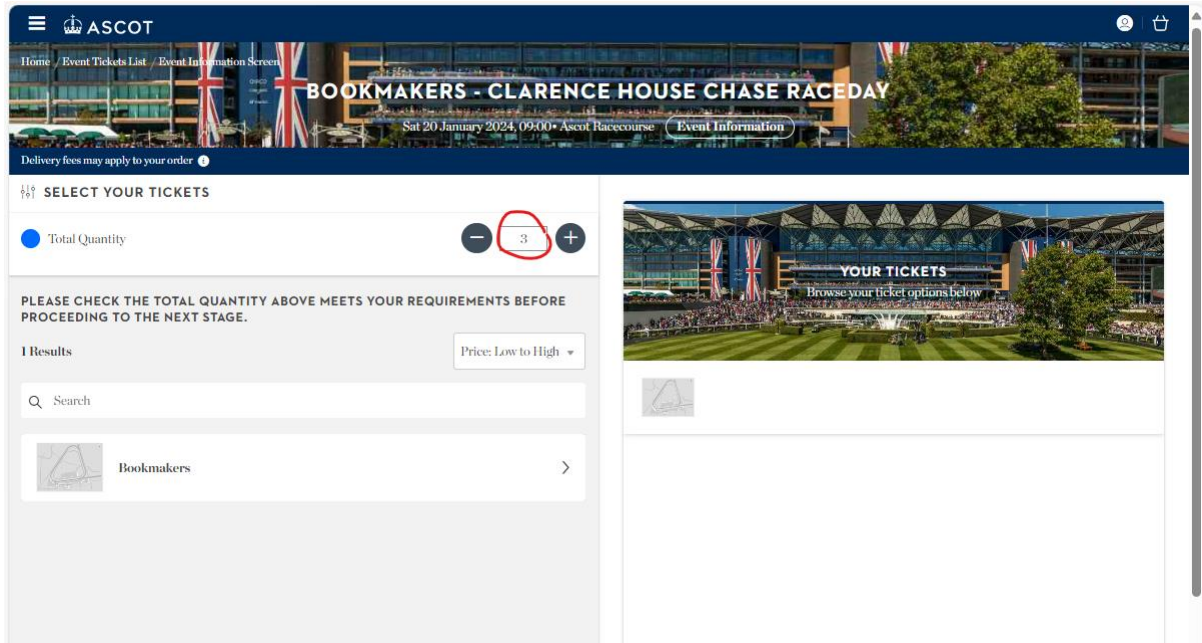 ASCOT
Home / Event Tickets List / Event Information Screen
BOOKMAKERS - CLARENCE HOUSE CHASE RACEDAY
Sat 20 January 2024, 09:00• Ascot Racecourse Event Information
Delivery fees may apply to your order
SELECT YOUR TICKETS
Total Quantity 3
PLEASE CHECK THE TOTAL QUANTITY ABOVE MEETS YOUR REQUIREMENTS BEFORE
PROCEEDING TO THE NEXT STAGE.
1 Results Price: Low to High
Search
Bookmakers
YOUR TICKETS
Browse your ticket options below